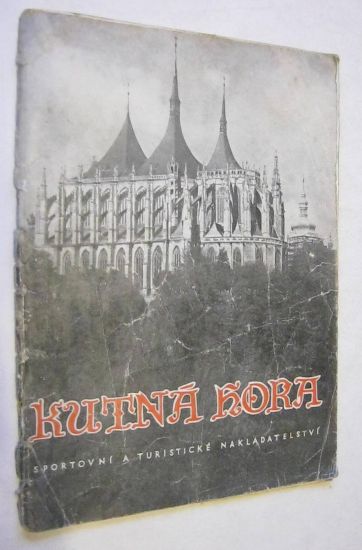 KUTNÁ HORA
SPORTOVNÍ A TURISTICKÉ NAKLADATELSTVÍ